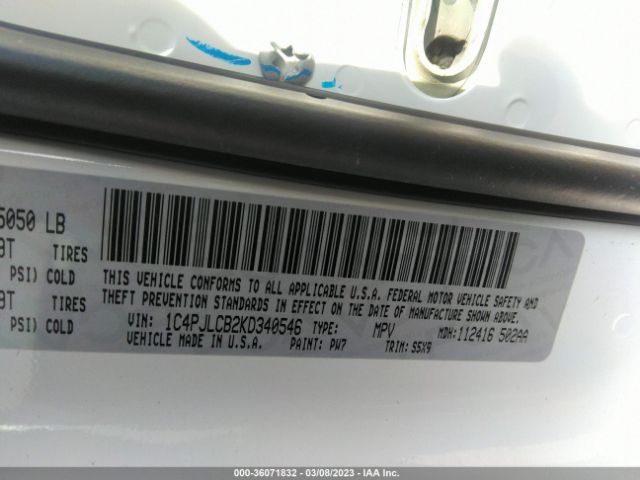 5050 LB
BT TIRES
PSI) COLD
BT TIRES
PSI) COLD
THIS VEHICLE CONFORMS TO ALL APPLICABLE U.S.A. FEDERAL MOTOR VEHICLE SAFETY AND
THEFT PREVENTION STANDARDS IN EFFECT ON THE DATE OF MANUFACTURE SHOWN ABOVE.
VIN: 1C4PJLCB2KD340546 TYPE: MPV MDH:112416 502AA
VEHICLE MADE IN U.S.A. PAINT: PW7 TRIM: S5X9
000-36071832 - 03/08/2023 - IAA Inc.